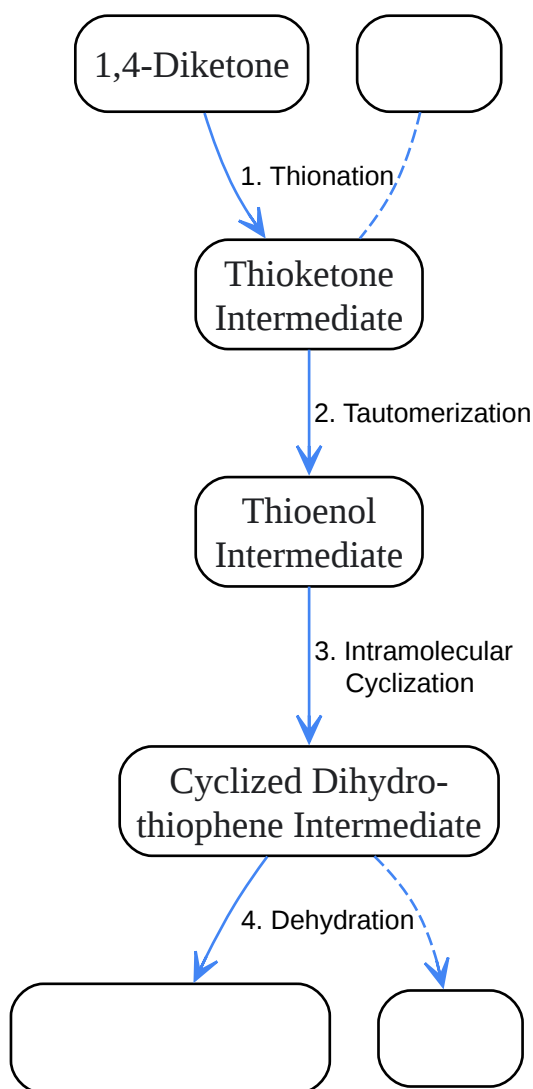 1,4-Diketone
1. Thionation
Thioketone
Intermediate
2. Tautomerization
Thioenol
Intermediate
3. Intramolecular
Cyclization
Cyclized Dihydro-
thiophene Intermediate
4. Dehydration